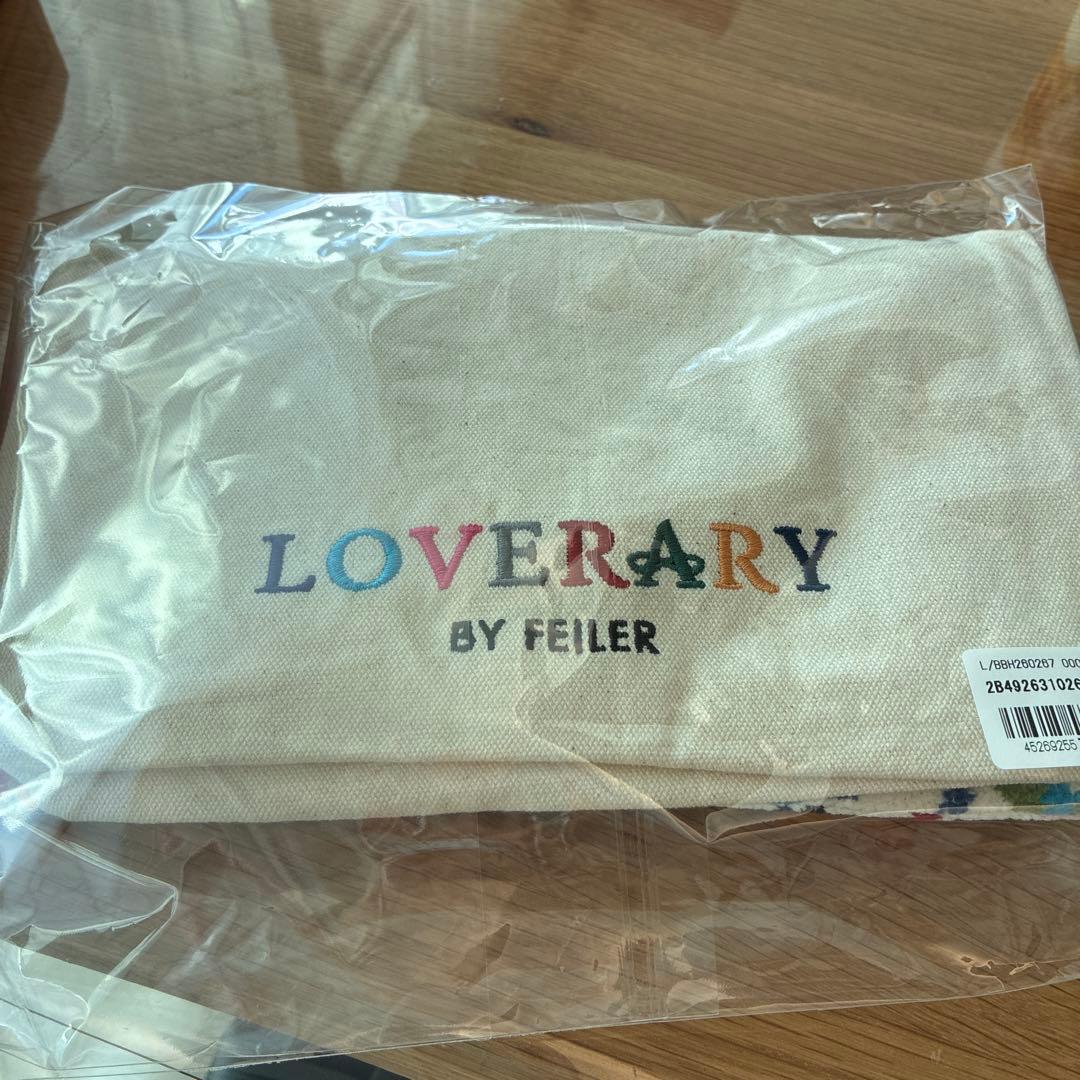 LOVERARY
BY FEILER
L/BBH260267 000
2B492631026
45269255